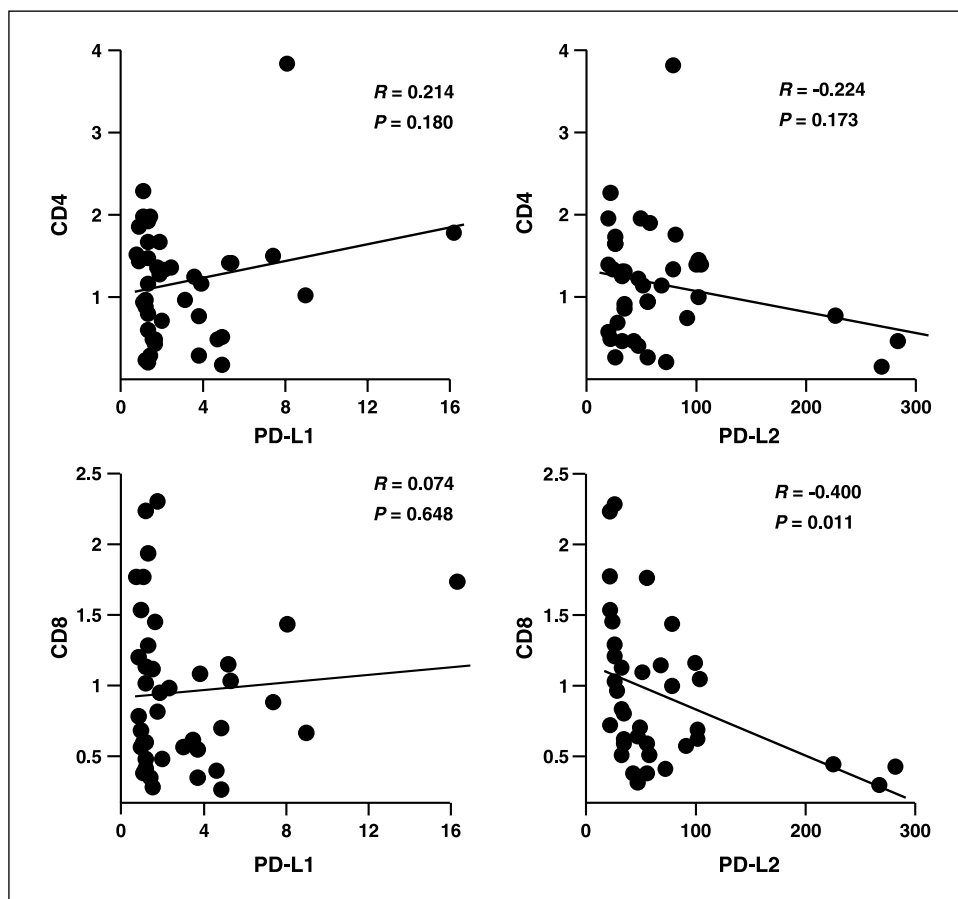 4
3
2
1
CD4
R = 0.214
P = 0.180
0 4 8 12 16
PD-L1
4
3
2
1
CD4
R = -0.224
P = 0.173
0 100 200 300
PD-L2
2.5
2
1.5
1
0.5
CD8
R = 0.074
P = 0.648
0 4 8 12 16
PD-L1
2.5
2
1.5
1
0.5
CD8
R = -0.400
P = 0.011
0 100 200 300
PD-L2